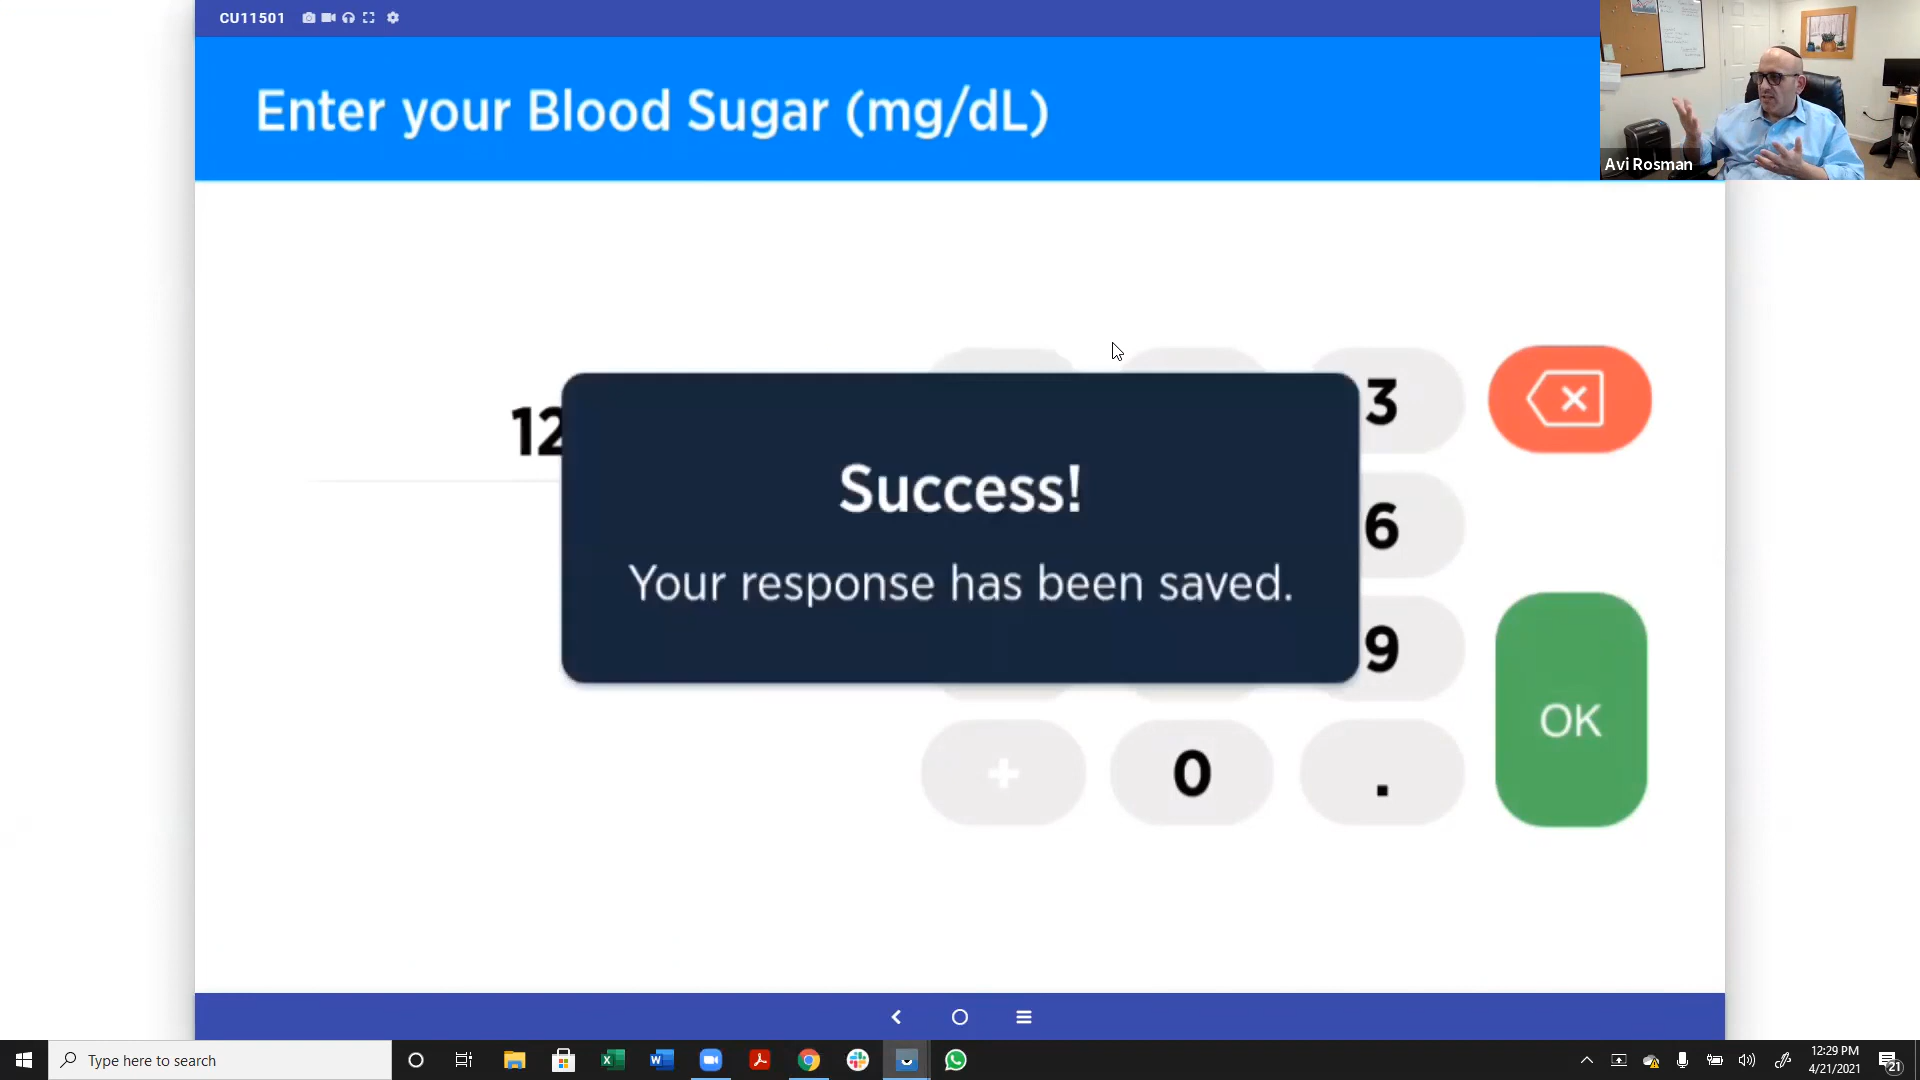 CU11501
Enter your Blood Sugar (mg/dL)
Avi Rosman
12
3
Success!
6
Your response has been saved.
9
OK
+
0
.
Type here to search
12:29 PM
4/21/2021
21